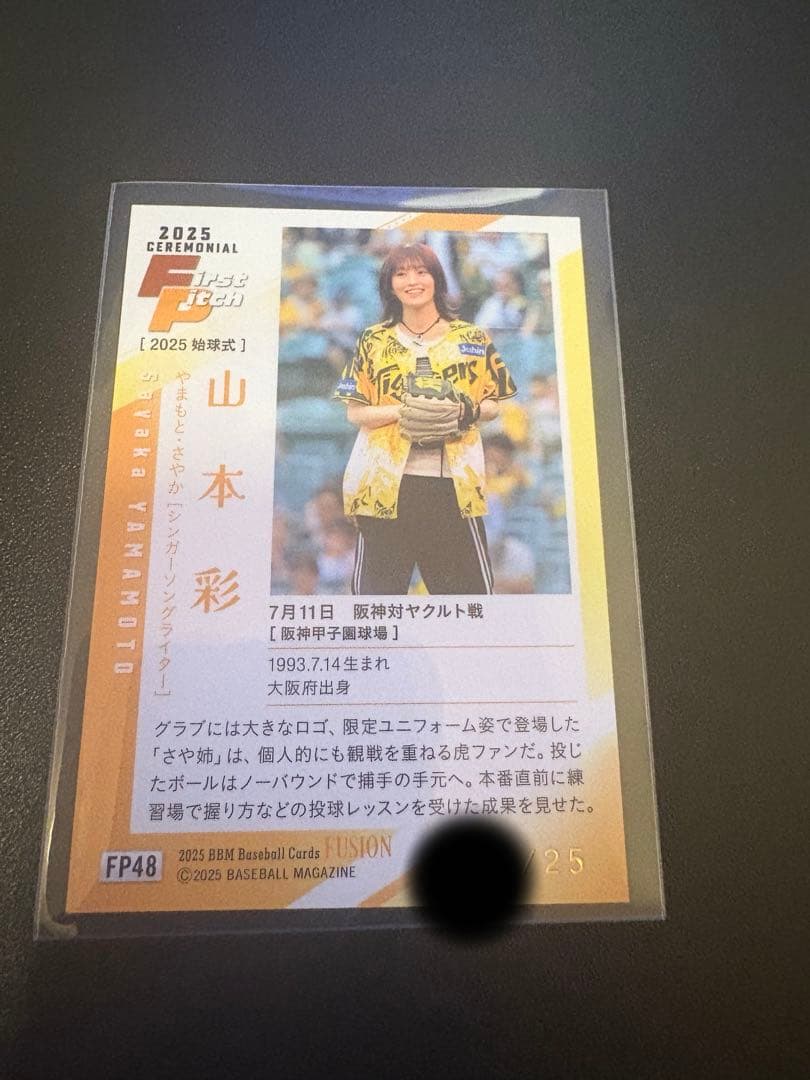 2025
CEREMONIAL
First
Pitch
[ 2025 始球式 ]
山本彩
やまもと・さやか [シンガーソングライター]
Sayaka YAMAMOTO
Joshin
Tigers
Joshin
7月11日 阪神対ヤクルト戦
[ 阪神甲子園球場 ]
1993.7.14生まれ
大阪府出身
グラブには大きなロゴ、限定ユニフォーム姿で登場した
「さや姉」は、個人的にも観戦を重ねる虎ファンだ。投じ
たボールはノーバウンドで捕手の手元へ。本番直前に練
習場で握り方などの投球レッスンを受けた成果を見せた。
FP48
2025 BBM Baseball Cards FUSION
©2025 BASEBALL MAGAZINE
/25